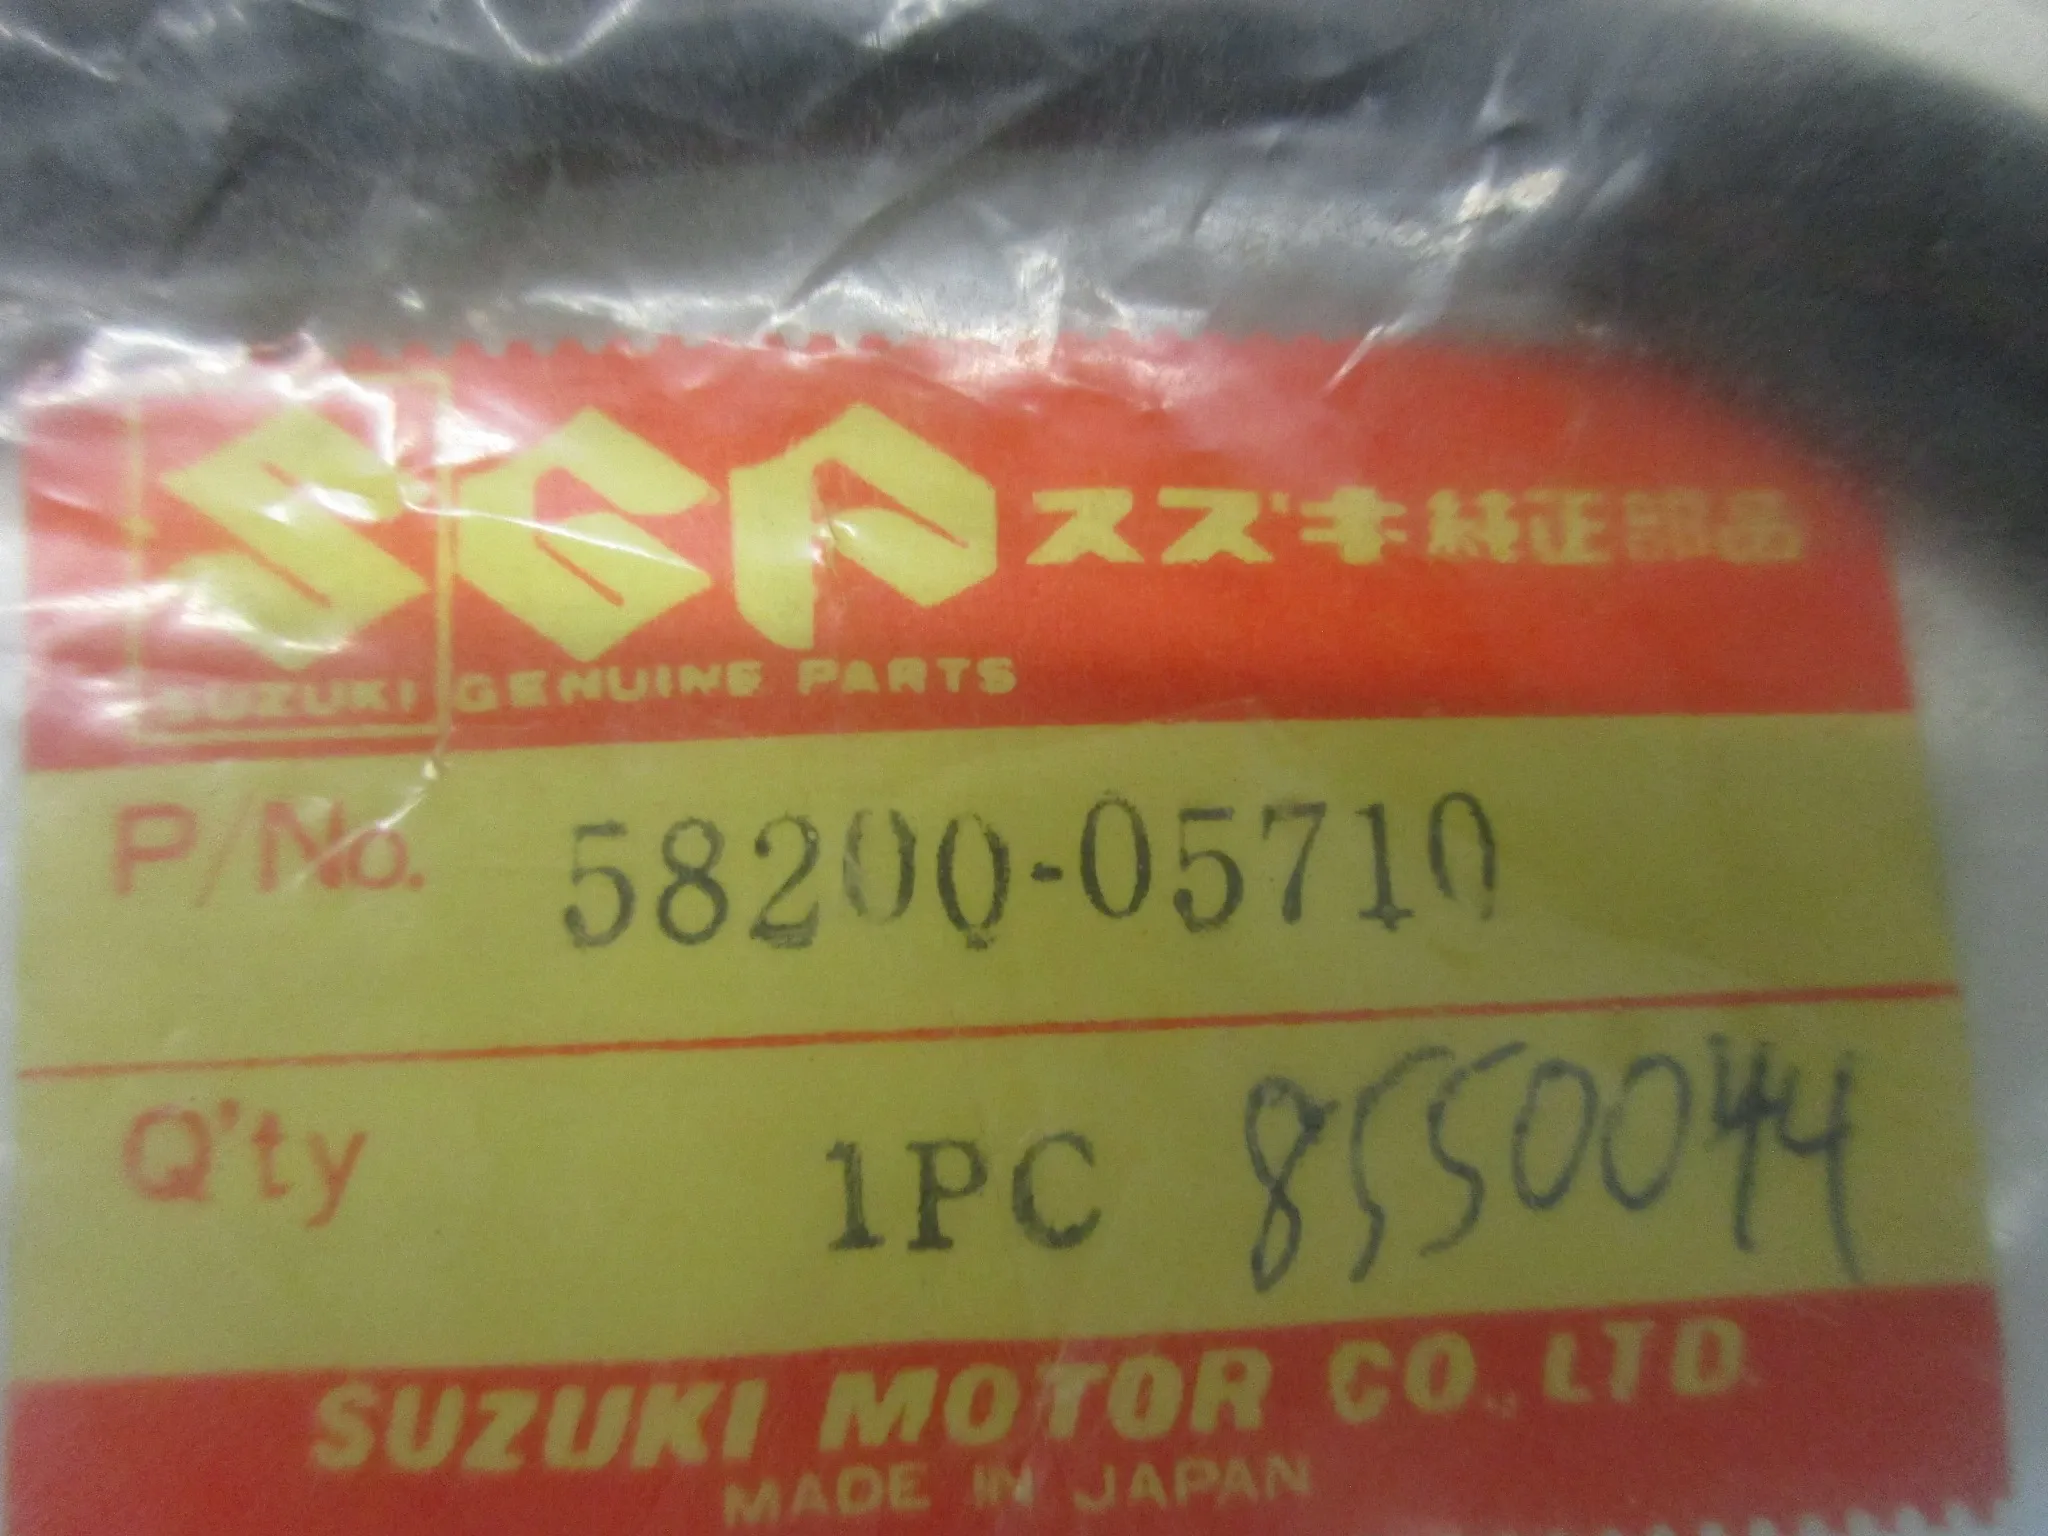 SGP スズキ純正部品
SUZUKI GENUINE PARTS
P/No. 58200-05710
Q'ty 1PC 8550044
SUZUKI MOTOR CO., LTD.
MADE IN JAPAN